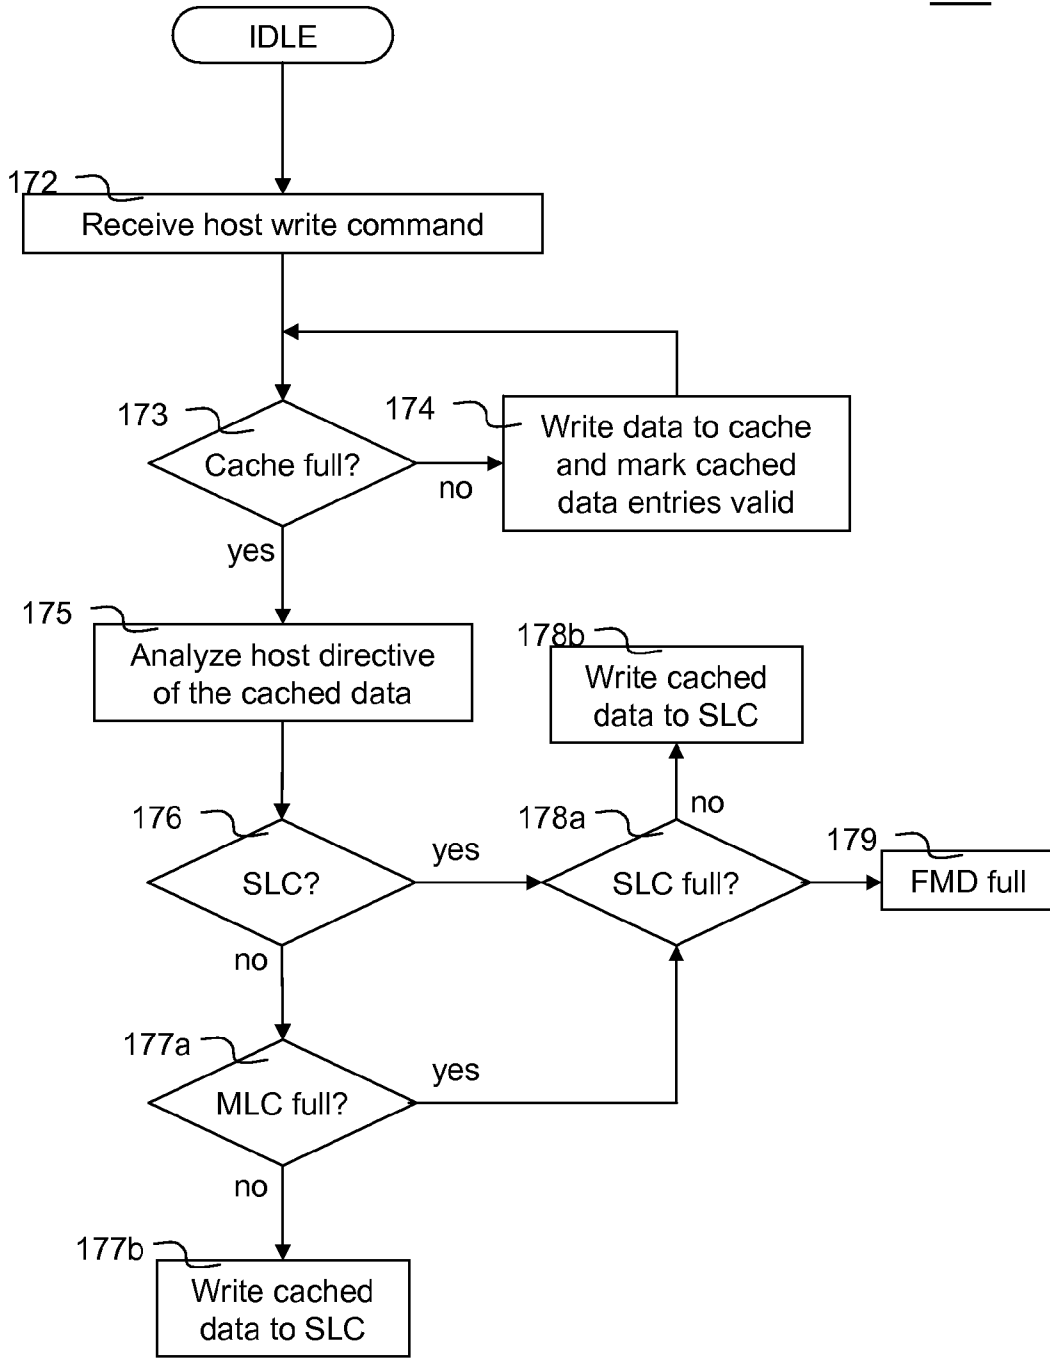 IDLE
172
Receive host write command
173
Cache full?
no
yes
174
Write data to cache
and mark cached
data entries valid
175
Analyze host directive
of the cached data
178b
Write cached
data to SLC
176
SLC?
yes
no
178a
SLC full?
no
179
FMD full
177a
MLC full?
yes
no
177b
Write cached
data to SLC